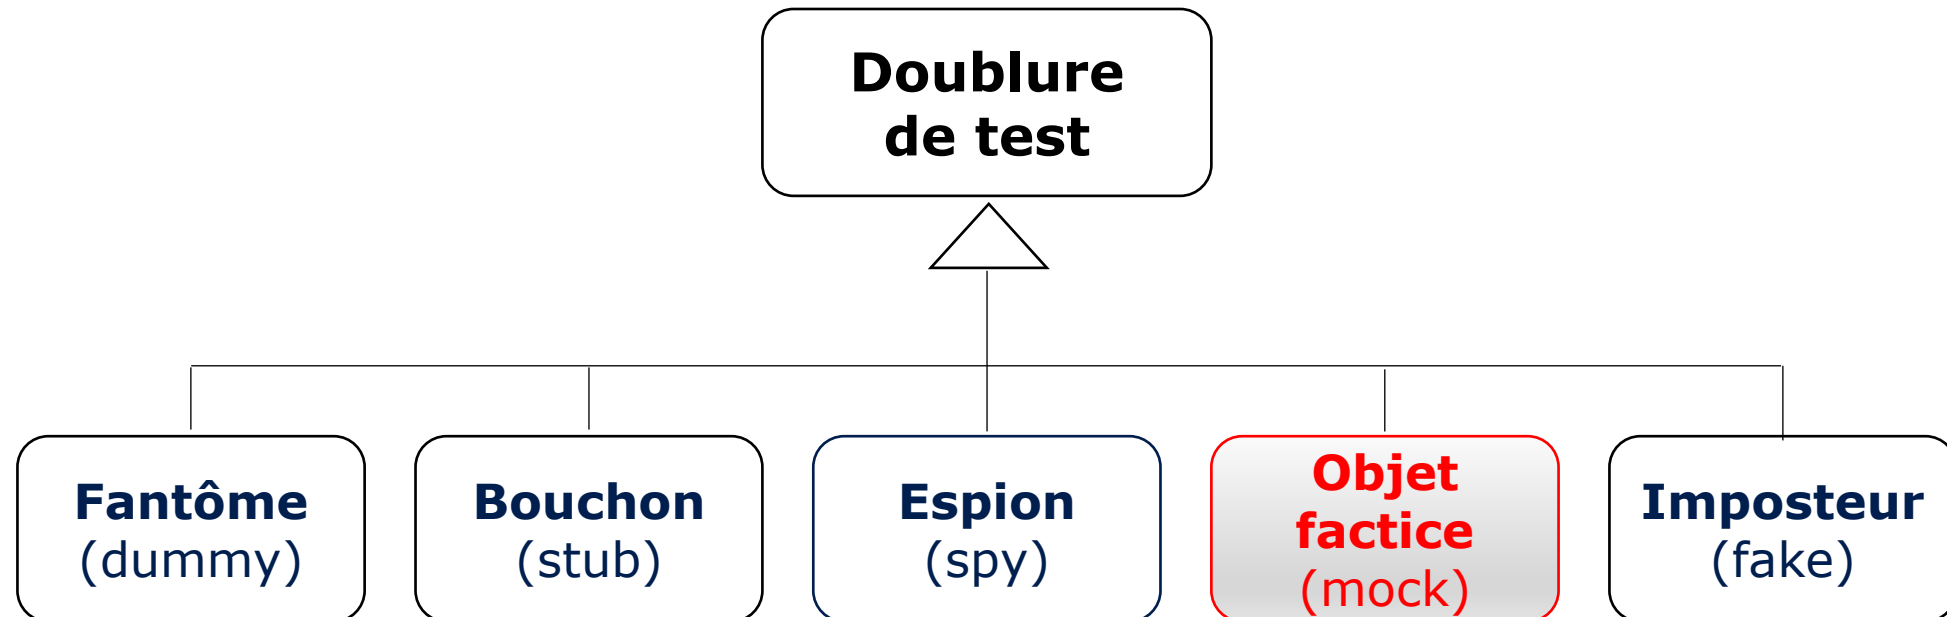 Doublure
de test
Fantôme
(dummy)
Bouchon
(stub)
Espion
(spy)
Objet
factice
(mock)
Imposteur
(fake)